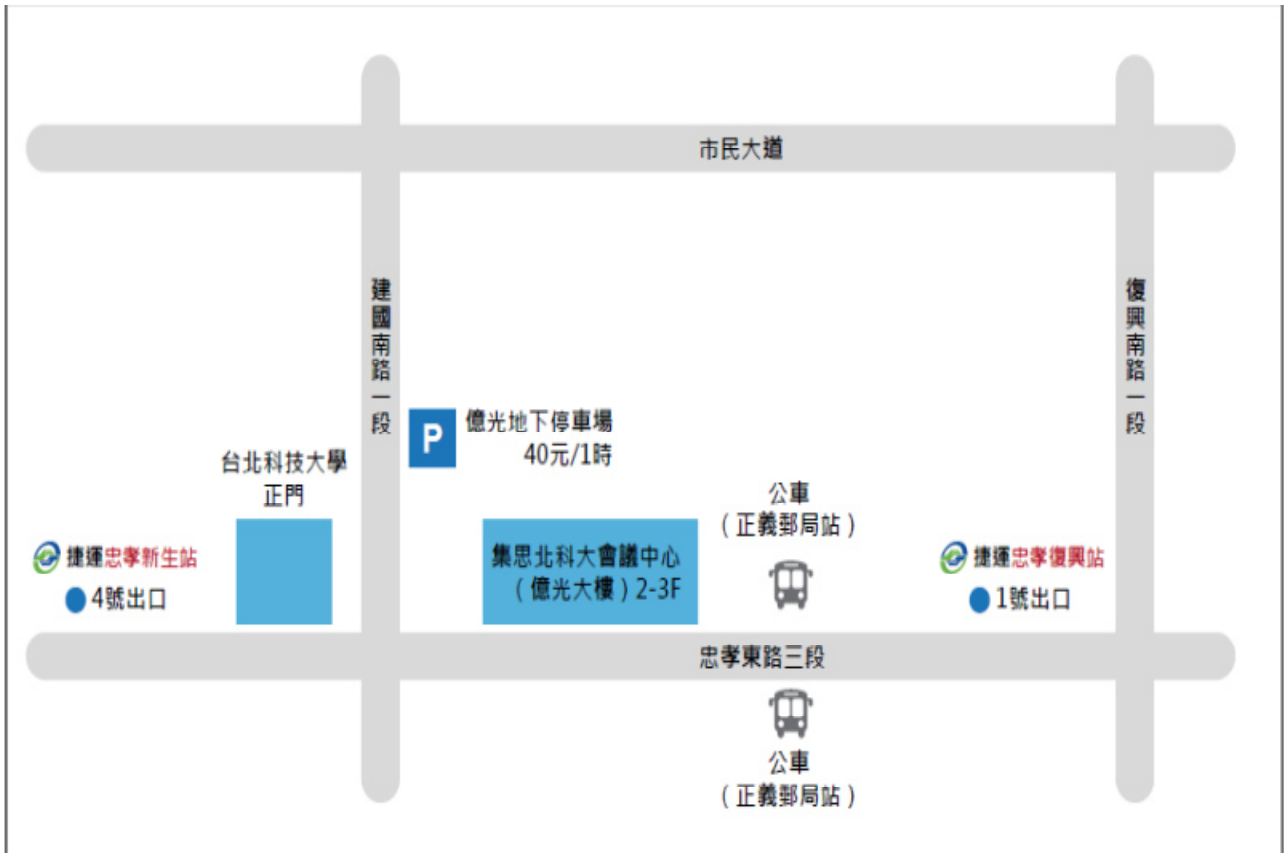 市民大道
建國南路一段
復興南路一段
P
億光地下停車場
40元/1時
台北科技大學
正門
公車
（正義郵局站）
捷運忠孝新生站
4號出口
集思北科大會議中心
（億光大樓）2-3F
捷運忠孝復興站
1號出口
忠孝東路三段
公車
（正義郵局站）